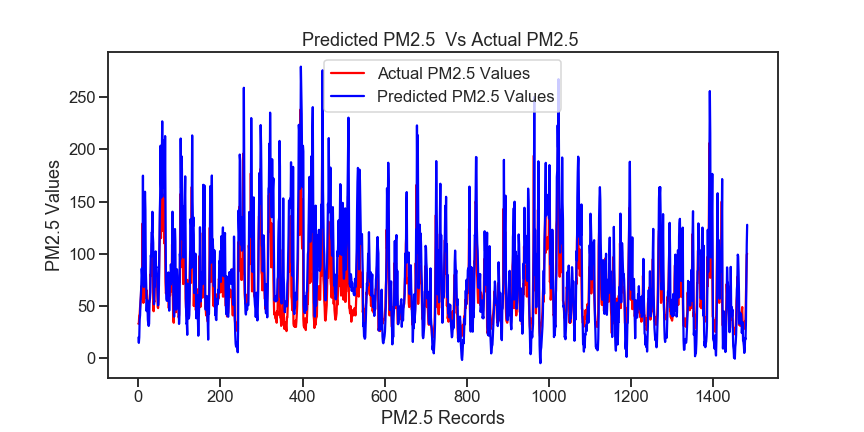 Predicted PM2.5  Vs Actual PM2.5
Actual PM2.5 Values
Predicted PM2.5 Values
PM2.5 Values
250
200
150
100
50
0
0 200 400 600 800 1000 1200 1400
PM2.5 Records